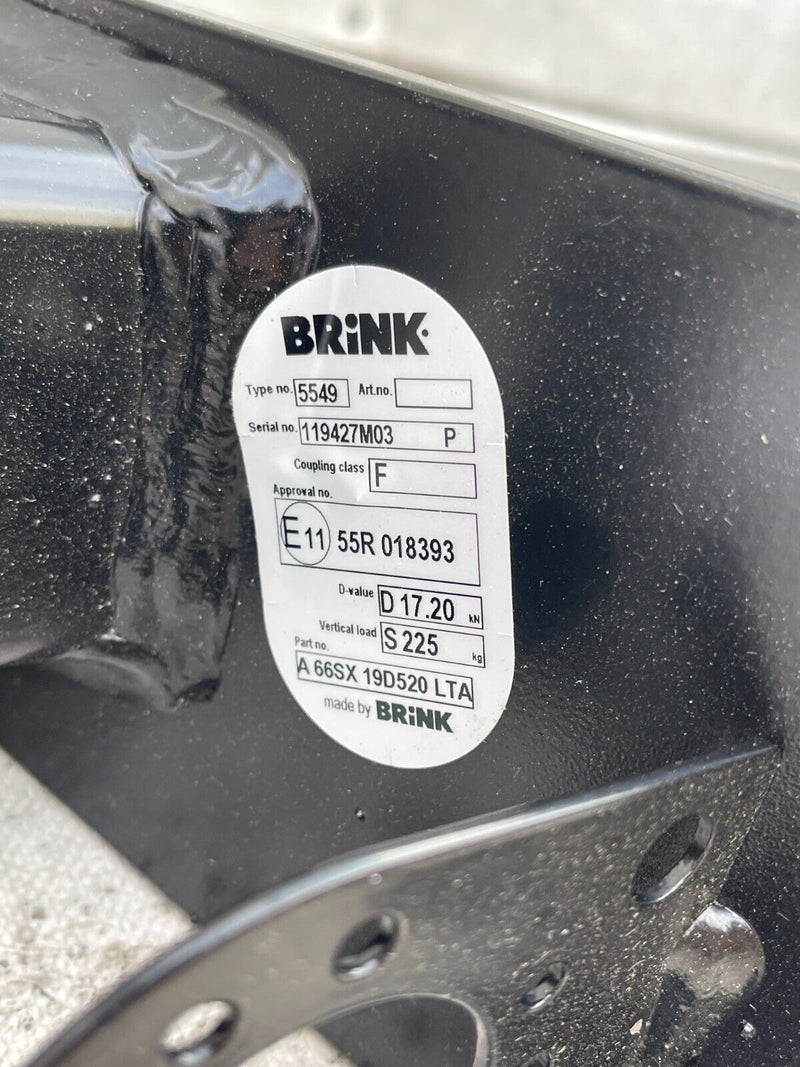 BRiNK
Type no. 5549 Art.no.
Serial no. 119427M03 P
Coupling class F
Approval no.
E11 55R 018393
D-value D 17.20 kN
Vertical load S 225 kg
Part no.
A 66SX 19D520 LTA
made by BRiNK